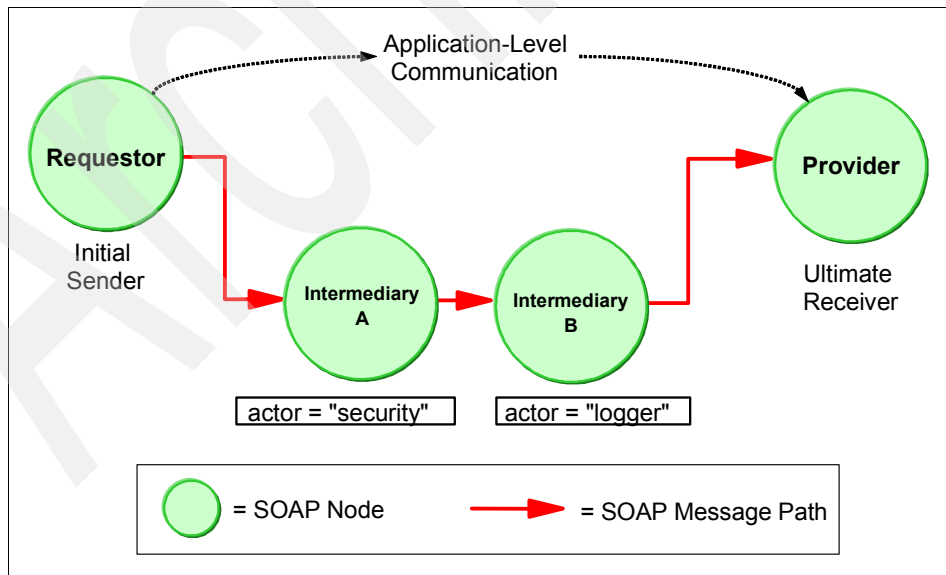 Application-Level
Communication
Requestor
Provider
Initial
Sender
Intermediary
A
Intermediary
B
Ultimate
Receiver
actor = "security"
actor = "logger"
= SOAP Node
= SOAP Message Path